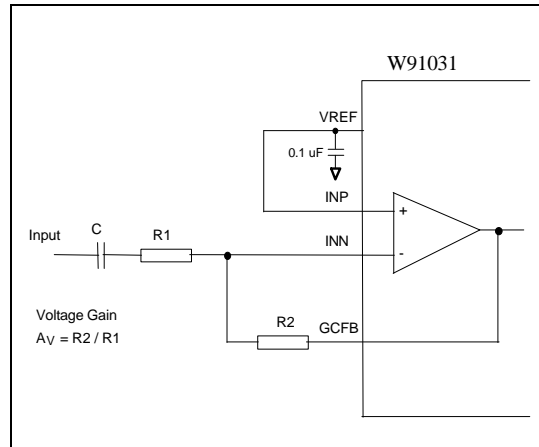 W91031
VREF
0.1 uF
INP
+
Input
C
R1
INN
-
Voltage Gain
AV = R2 / R1
R2
GCFB